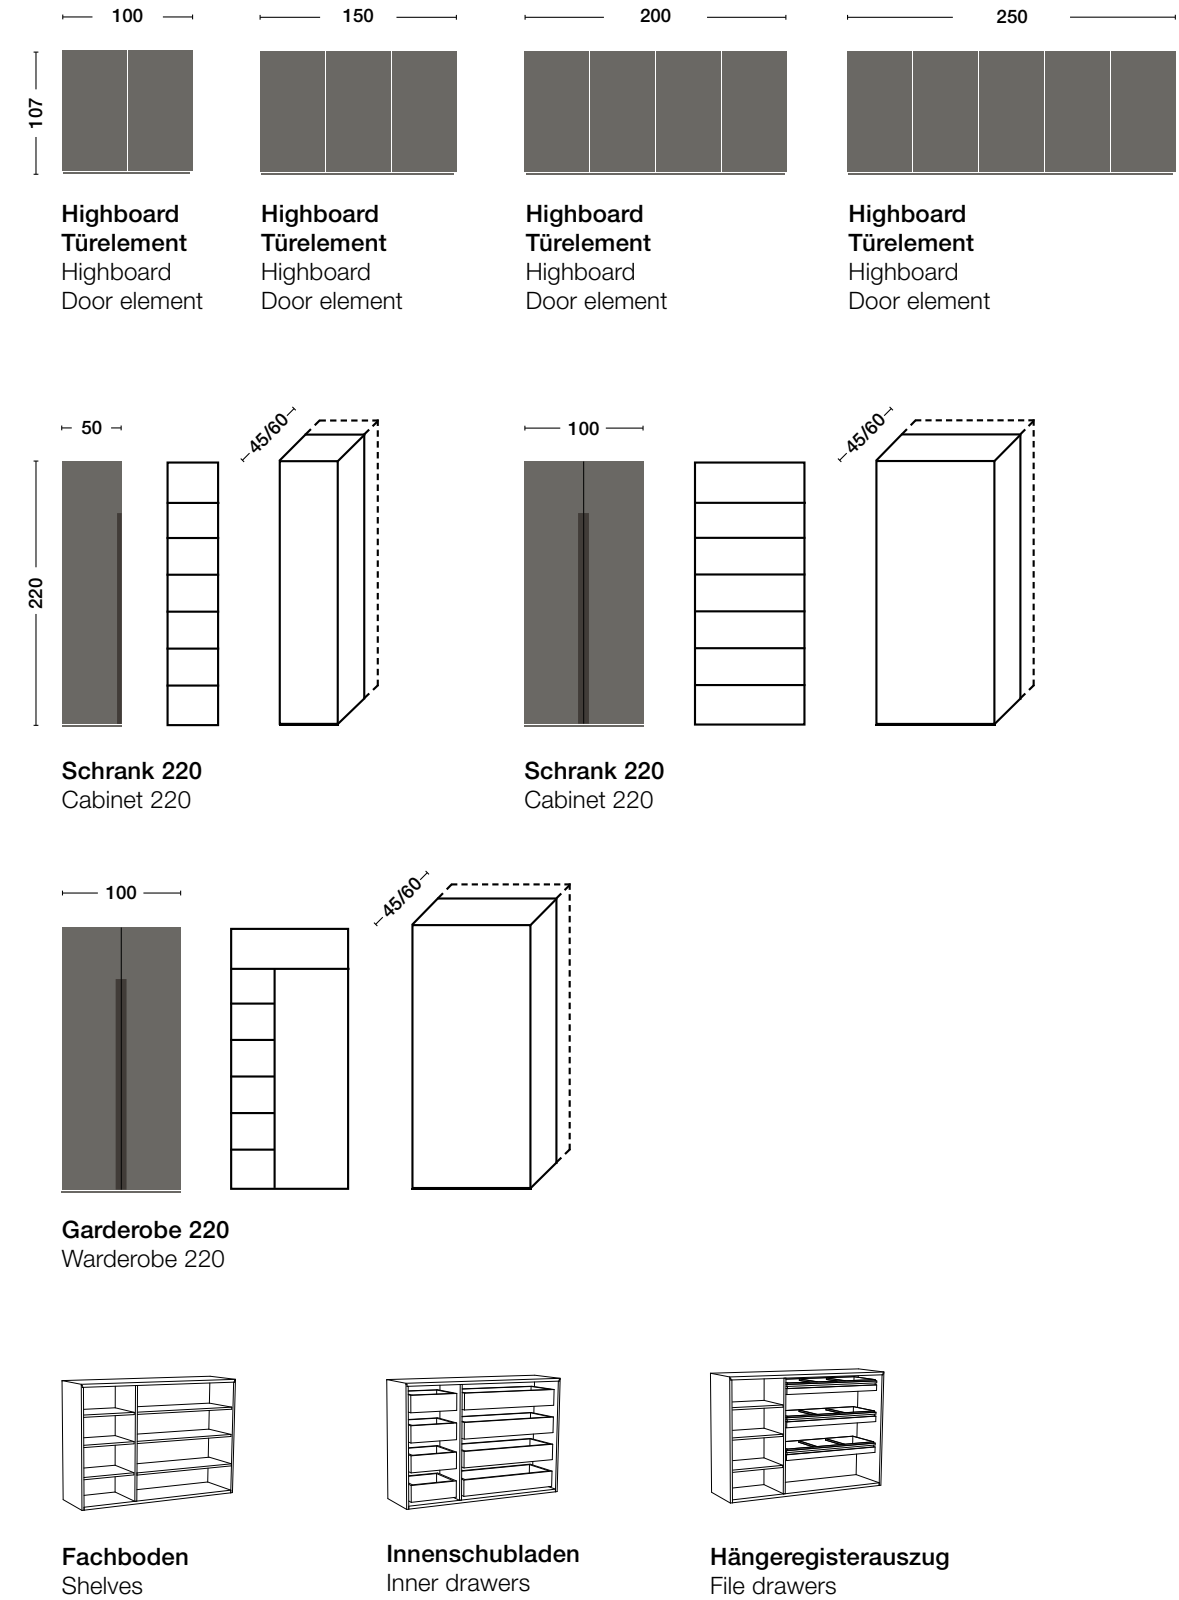 100
150
200
250
107
Highboard
Türelement
Highboard
Door element
Highboard
Türelement
Highboard
Door element
Highboard
Türelement
Highboard
Door element
Highboard
Türelement
Highboard
Door element
50
45/60
100
45/60
220
Schrank 220
Cabinet 220
Schrank 220
Cabinet 220
100
45/60
Garderobe 220
Warderobe 220
Fachboden
Shelves
Innenschubladen
Inner drawers
Hängeregisterauszug
File drawers